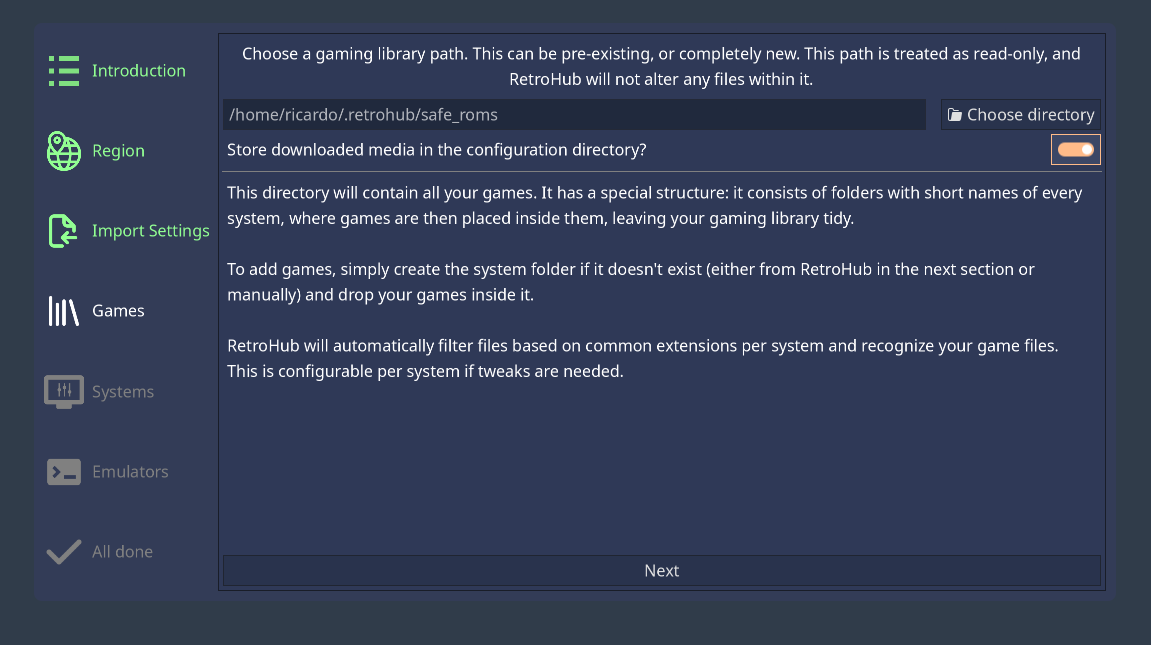 Introduction
Region
Import Settings
Games
Systems
Emulators
All done
Choose a gaming library path. This can be pre-existing, or completely new. This path is treated as read-only, and
RetroHub will not alter any files within it.
/home/ricardo/.retrohub/safe_roms
Choose directory
Store downloaded media in the configuration directory?
This directory will contain all your games. It has a special structure: it consists of folders with short names of every
system, where games are then placed inside them, leaving your gaming library tidy.
To add games, simply create the system folder if it doesn't exist (either from RetroHub in the next section or
manually) and drop your games inside it.
RetroHub will automatically filter files based on common extensions per system and recognize your game files.
This is configurable per system if tweaks are needed.
Next